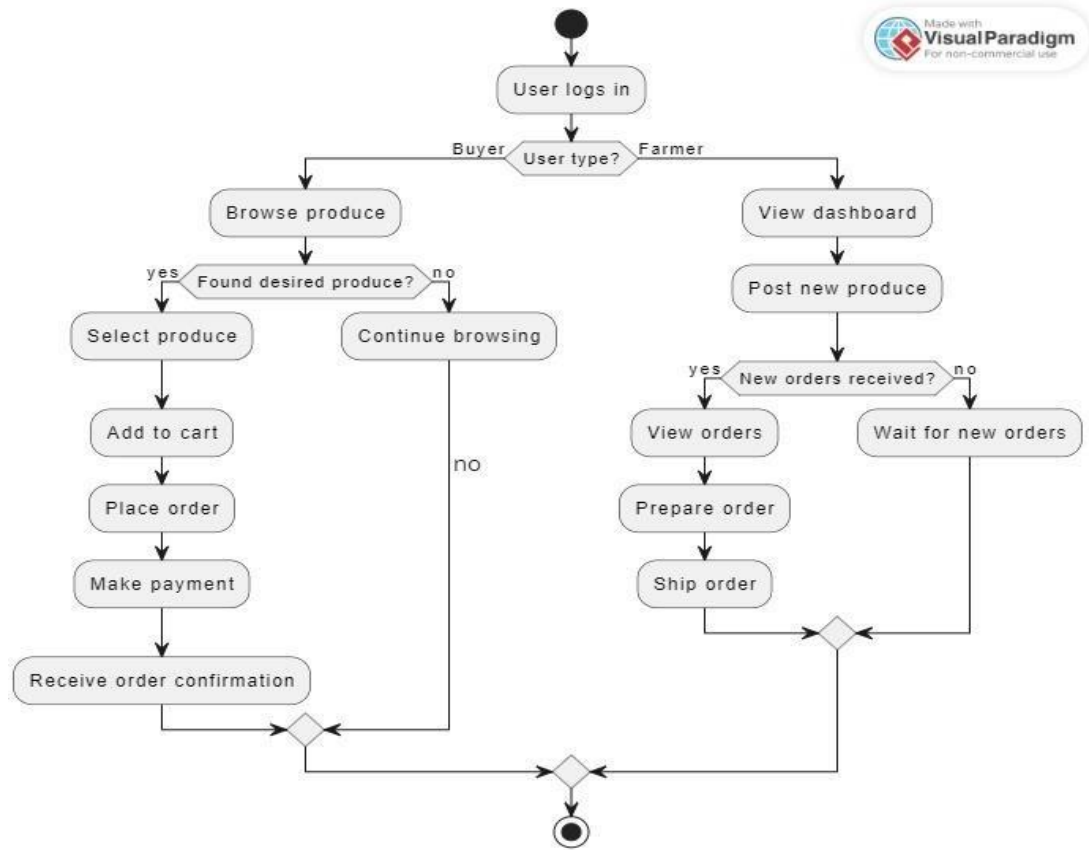 Made with
Visual Paradigm
For non-commercial use
User logs in
Buyer
User type?
Farmer
Browse produce
View dashboard
yes
Found desired produce?
no
Post new produce
Select produce
Continue browsing
yes
New orders received?
no
Add to cart
View orders
Wait for new orders
no
Place order
Prepare order
Make payment
Ship order
Receive order confirmation